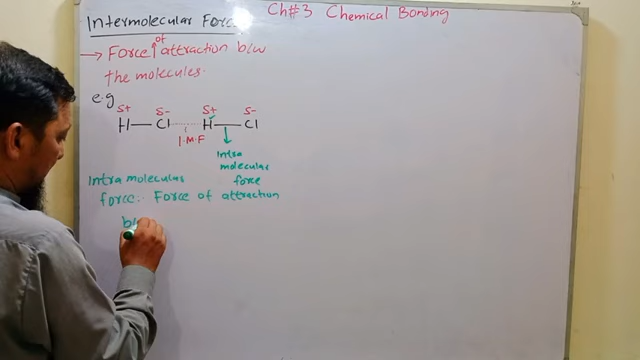 Ch#3 Chemical Bonding
Intermolecular Force
→ Force of attraction b/w
the molecules.
e.g
δ+ δ- δ+ δ-
H—Cl······H—Cl
I.M.F
Intra
molecular
force
Intra molecular
force:. Force of attraction